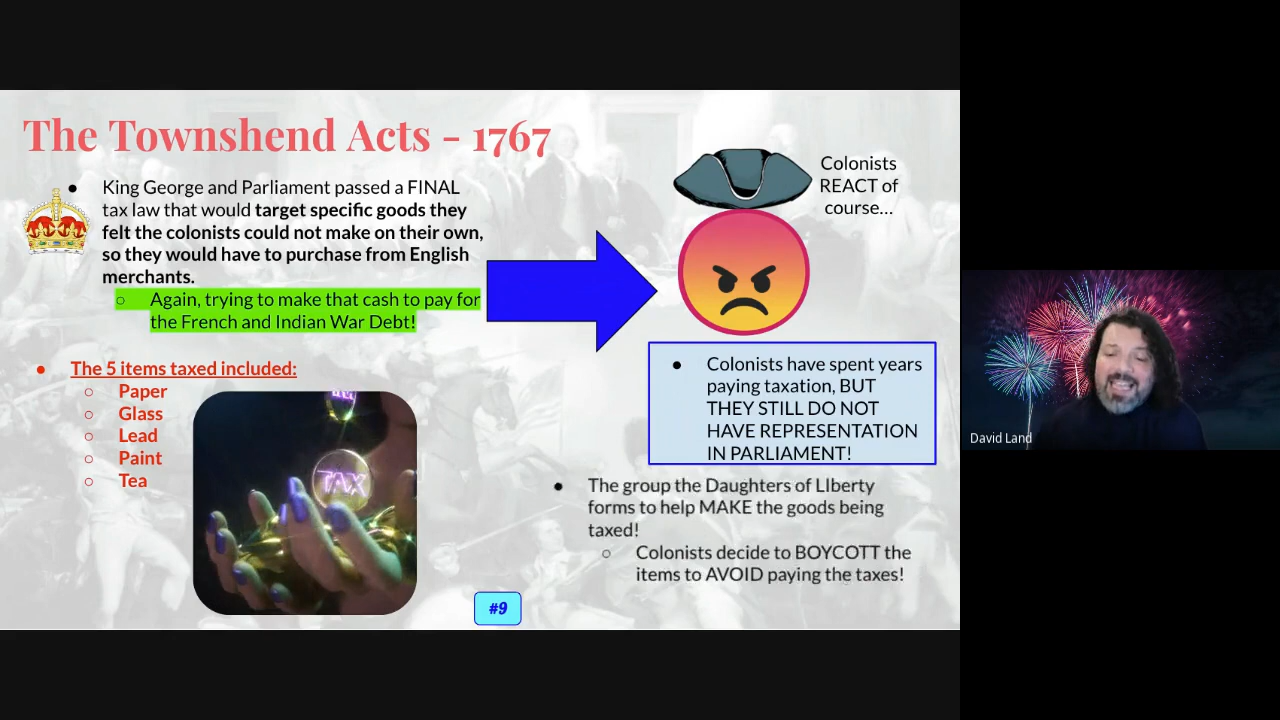 The Townshend Acts - 1767
King George and Parliament passed a FINAL
tax law that would target specific goods they
felt the colonists could not make on their own,
so they would have to purchase from English
merchants.
Again, trying to make that cash to pay for
the French and Indian War Debt!
The 5 items taxed included:
Paper
Glass
Lead
Paint
Tea
TAX
#9
Colonists
REACT of
course...
Colonists have spent years
paying taxation, BUT
THEY STILL DO NOT
HAVE REPRESENTATION
IN PARLIAMENT!
The group the Daughters of LIberty
forms to help MAKE the goods being
taxed!
Colonists decide to BOYCOTT the
items to AVOID paying the taxes!
David Land